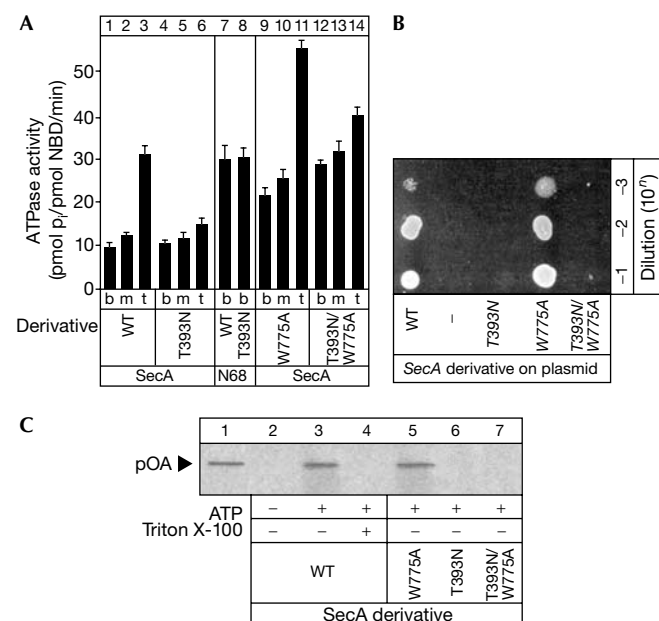 A
1 2 3 4 5 6 7 8 9 10 11 12 13 14
ATPase activity
(pmol pi/pmol NBD/min)
50
40
30
20
10
0
b m t b m t b b b m t b m t
Derivative
WT
T393N
WT
T393N
W775A
T393N/
W775A
SecA
N68
SecA
B
–3
–2
–1
Dilution (10ⁿ)
WT
–
T393N
W775A
T393N/
W775A
SecA derivative on plasmid
C
1 2 3 4 5 6 7
pOA
ATP – + + + + +
Triton X-100 – – + – – –
WT
W775A
T393N
T393N/
W775A
SecA derivative